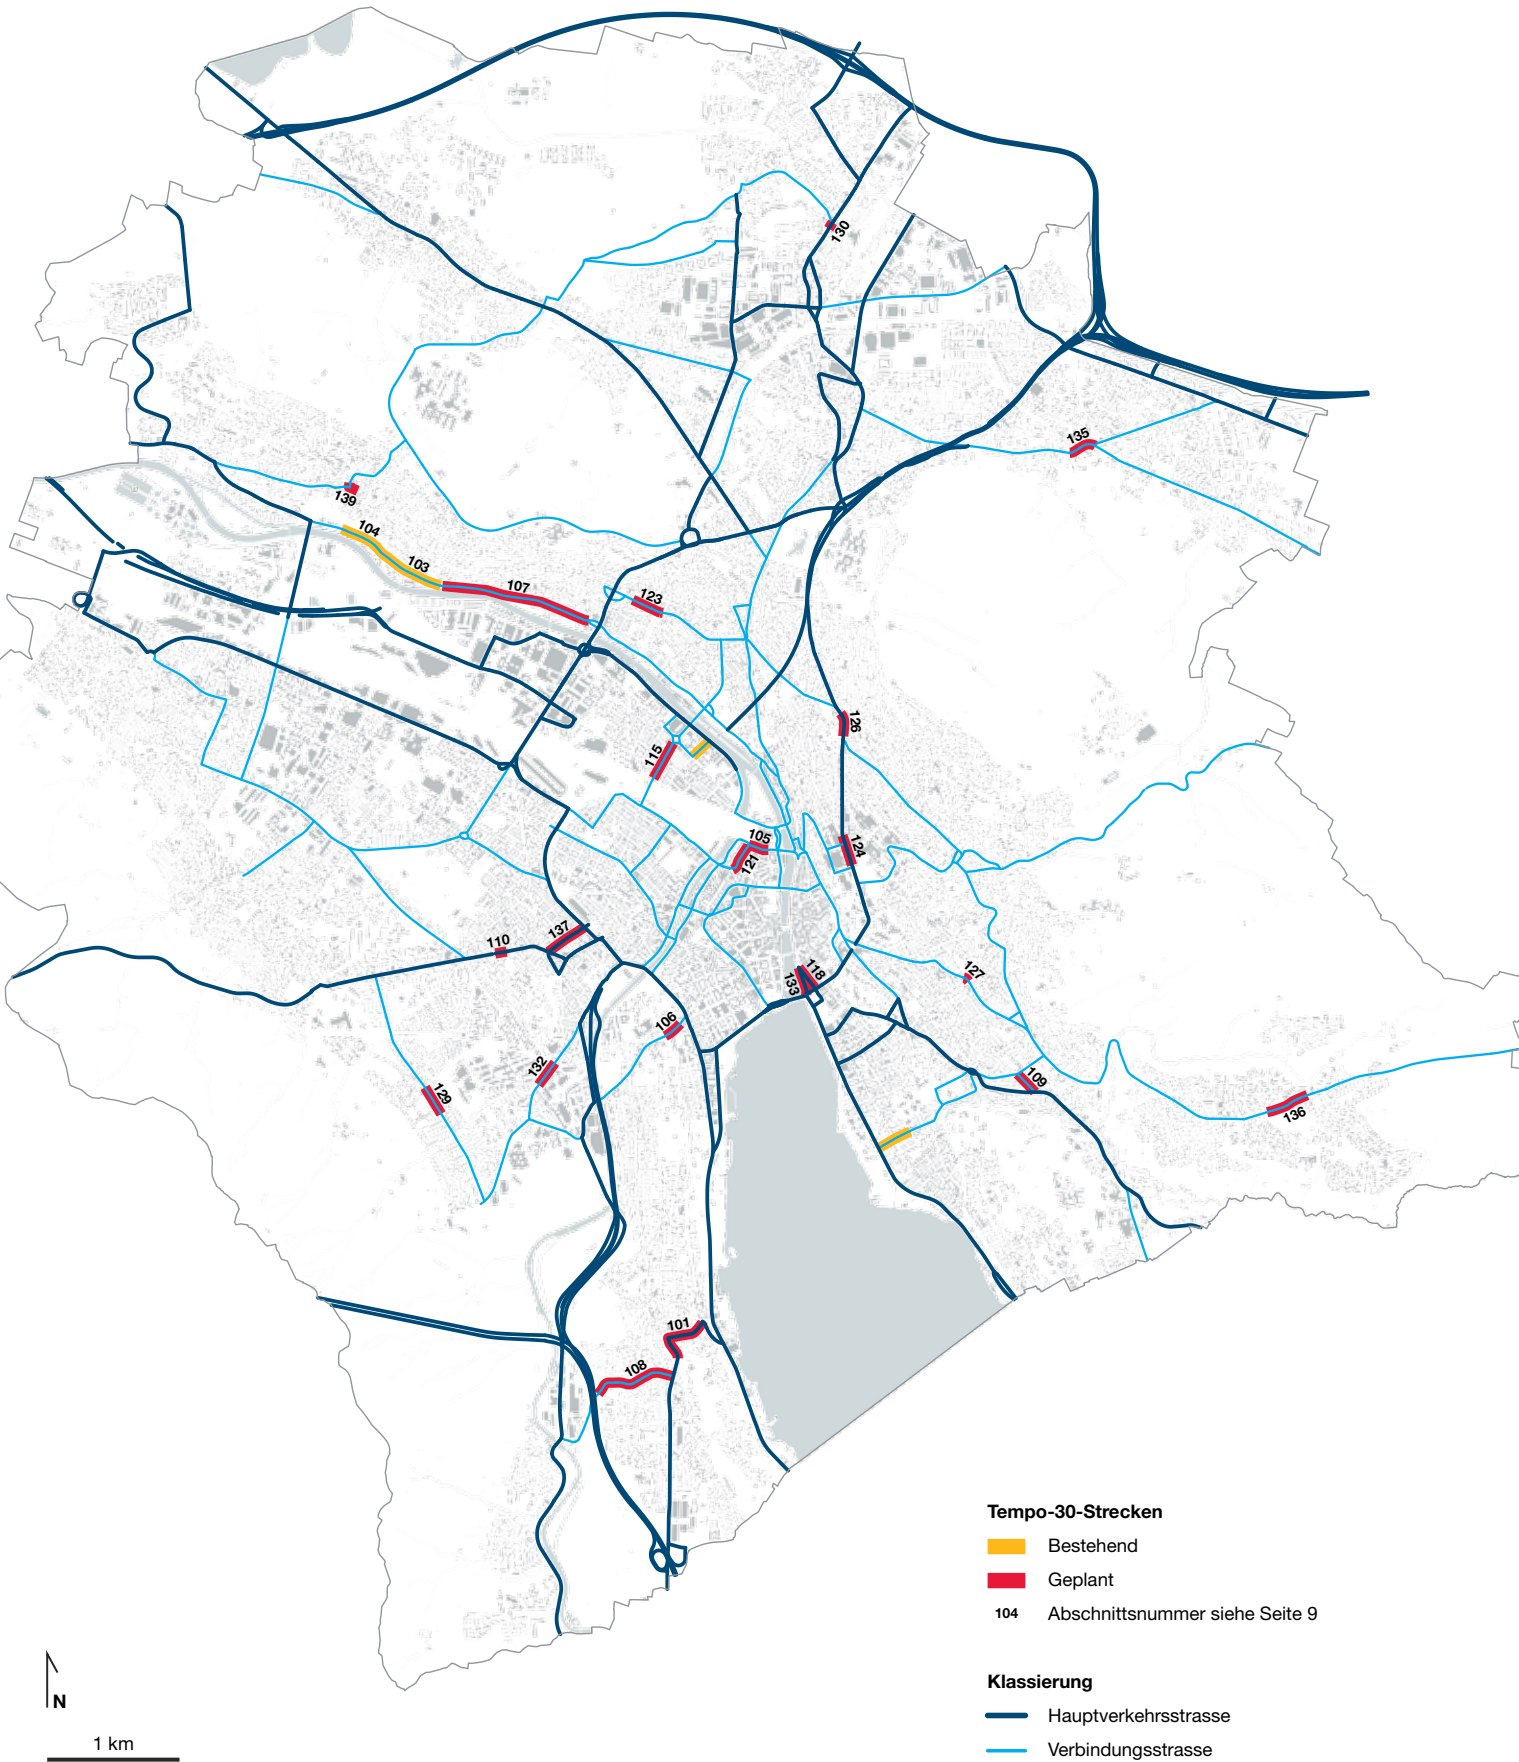 130
135
139
104
103
107
123
126
115
105
121
124
110
137
127
118
133
106
132
129
109
136
101
108
Tempo-30-Strecken
Bestehend
Geplant
104 Abschnittsnummer siehe Seite 9
Klassierung
Hauptverkehrsstrasse
Verbindungsstrasse
N
1 km